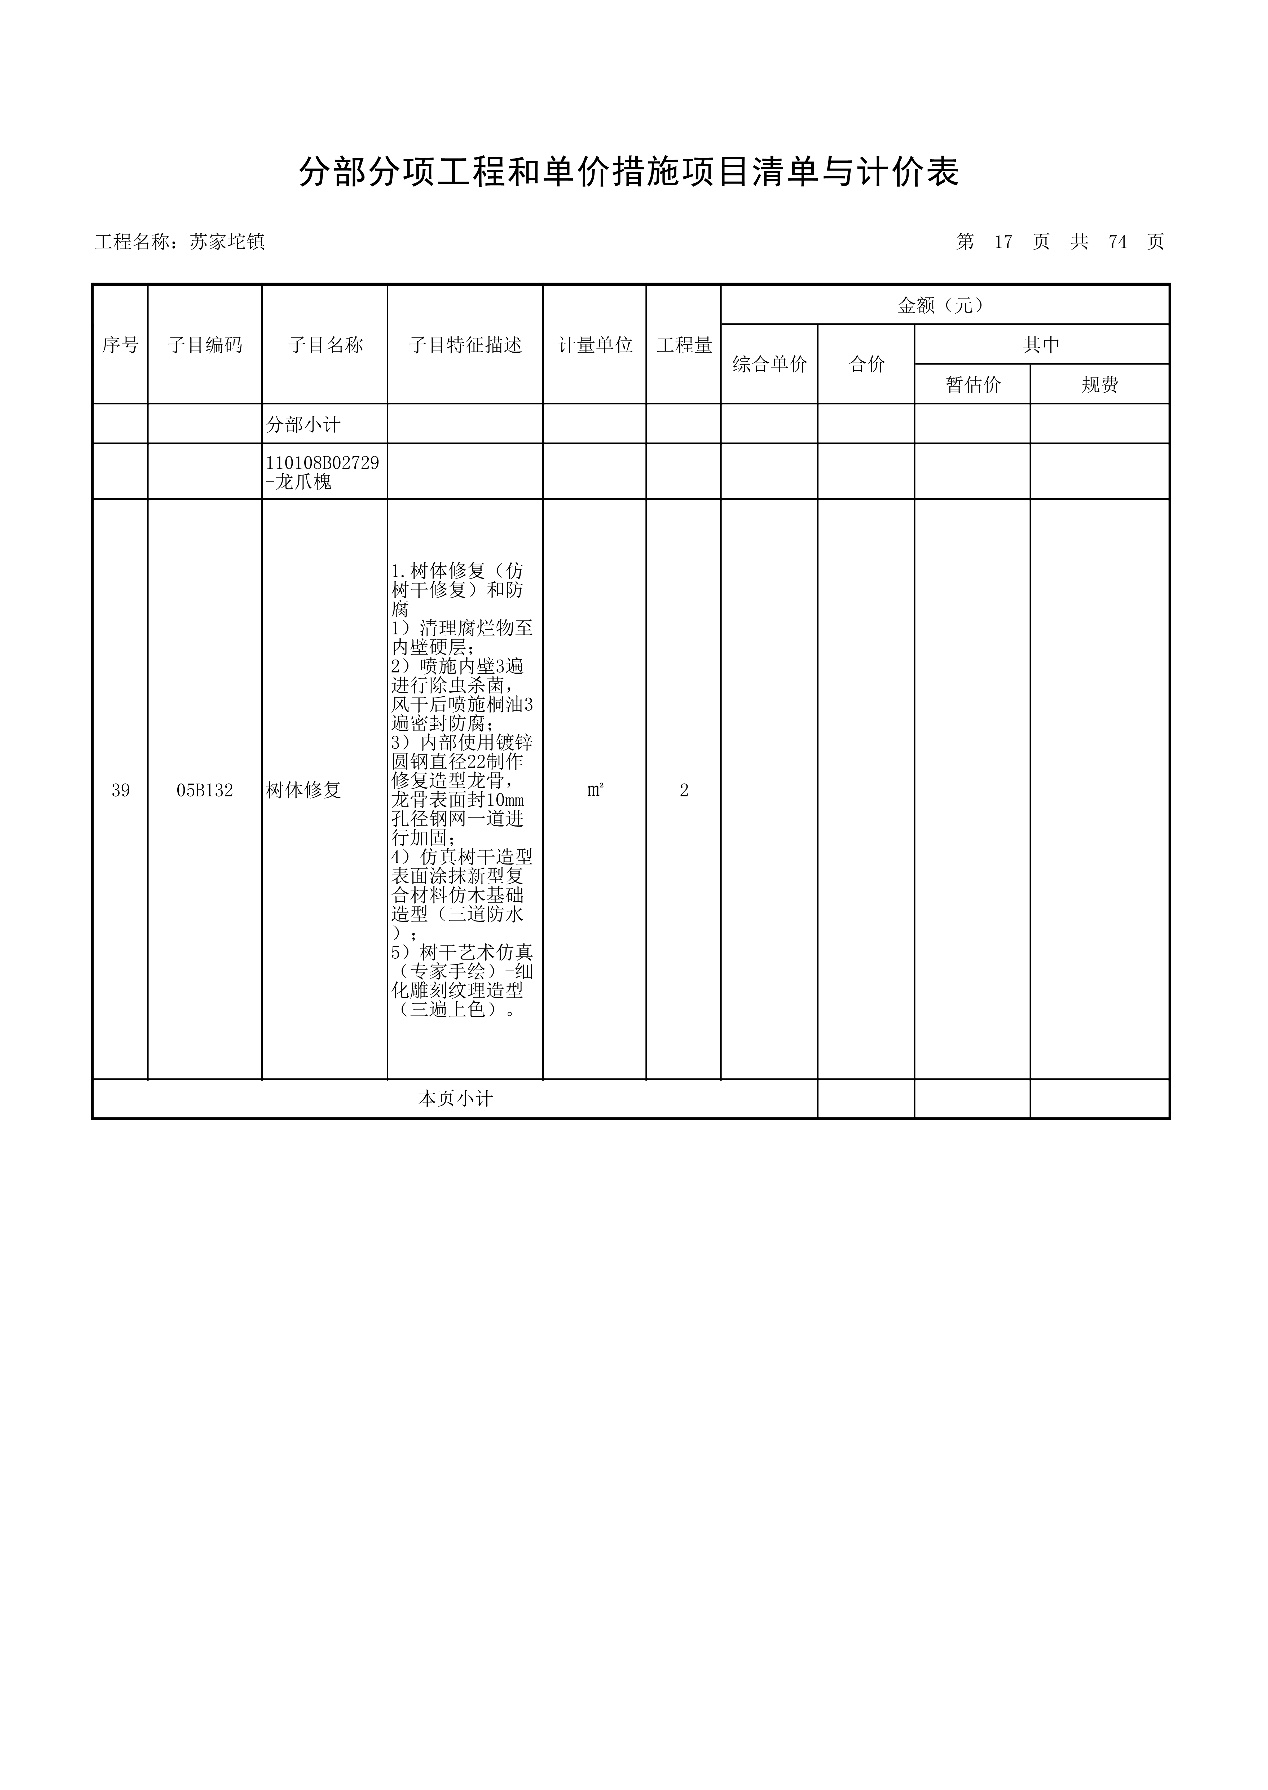 分部分项工程和单价措施项目清单与计价表
工程名称：苏家坨镇
第 17 页 共 74 页
序号 子目编码 子目名称 子目特征描述 计量单位 工程量 金额（元）
综合单价 合价 其中
暂估价 规费
分部小计
110108B02729
-龙爪槐
39 05B132 树体修复 m² 2
1.树体修复（仿
树干修复）和防
腐
1）清理腐烂物至
内壁硬层；
2）喷施内壁3遍
进行除虫杀菌，
风干后喷施桐油3
遍密封防腐；
3）内部使用镀锌
圆钢直径22制作
修复造型龙骨，
龙骨表面封10mm
孔径钢网一道进
行加固；
4）仿真树干造型
表面涂抹新型复
合材料仿木基础
造型（三道防水
）；
5）树干艺术仿真
（专家手绘）-细
化雕刻纹理造型
（三遍上色）。
本页小计